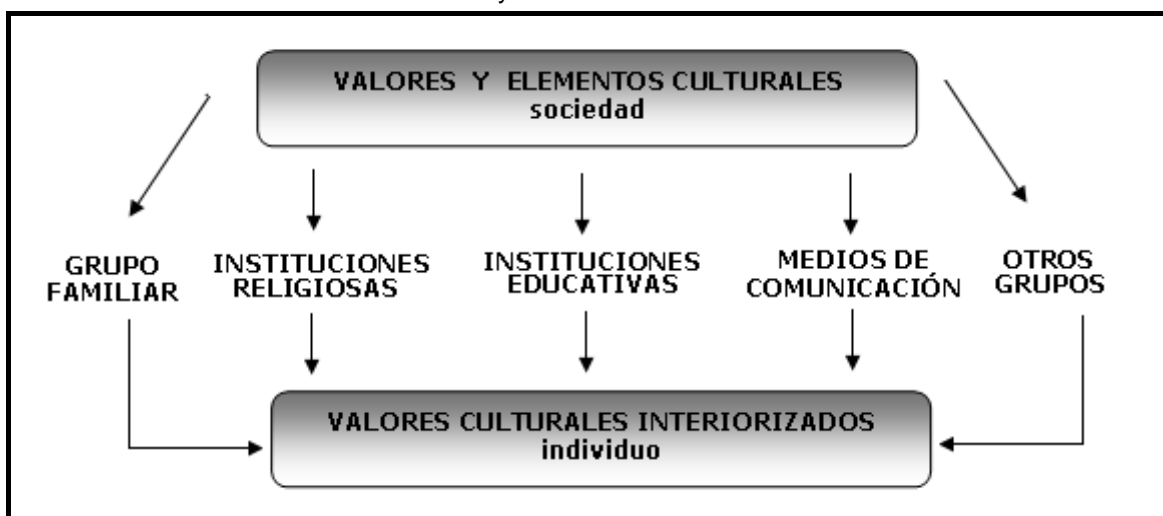 VALORES Y ELEMENTOS CULTURALES
sociedad
GRUPO
FAMILIAR
INSTITUCIONES
RELIGIOSAS
INSTITUCIONES
EDUCATIVAS
MEDIOS DE
COMUNICACIÓN
OTROS
GRUPOS
VALORES CULTURALES INTERIORIZADOS
individuo